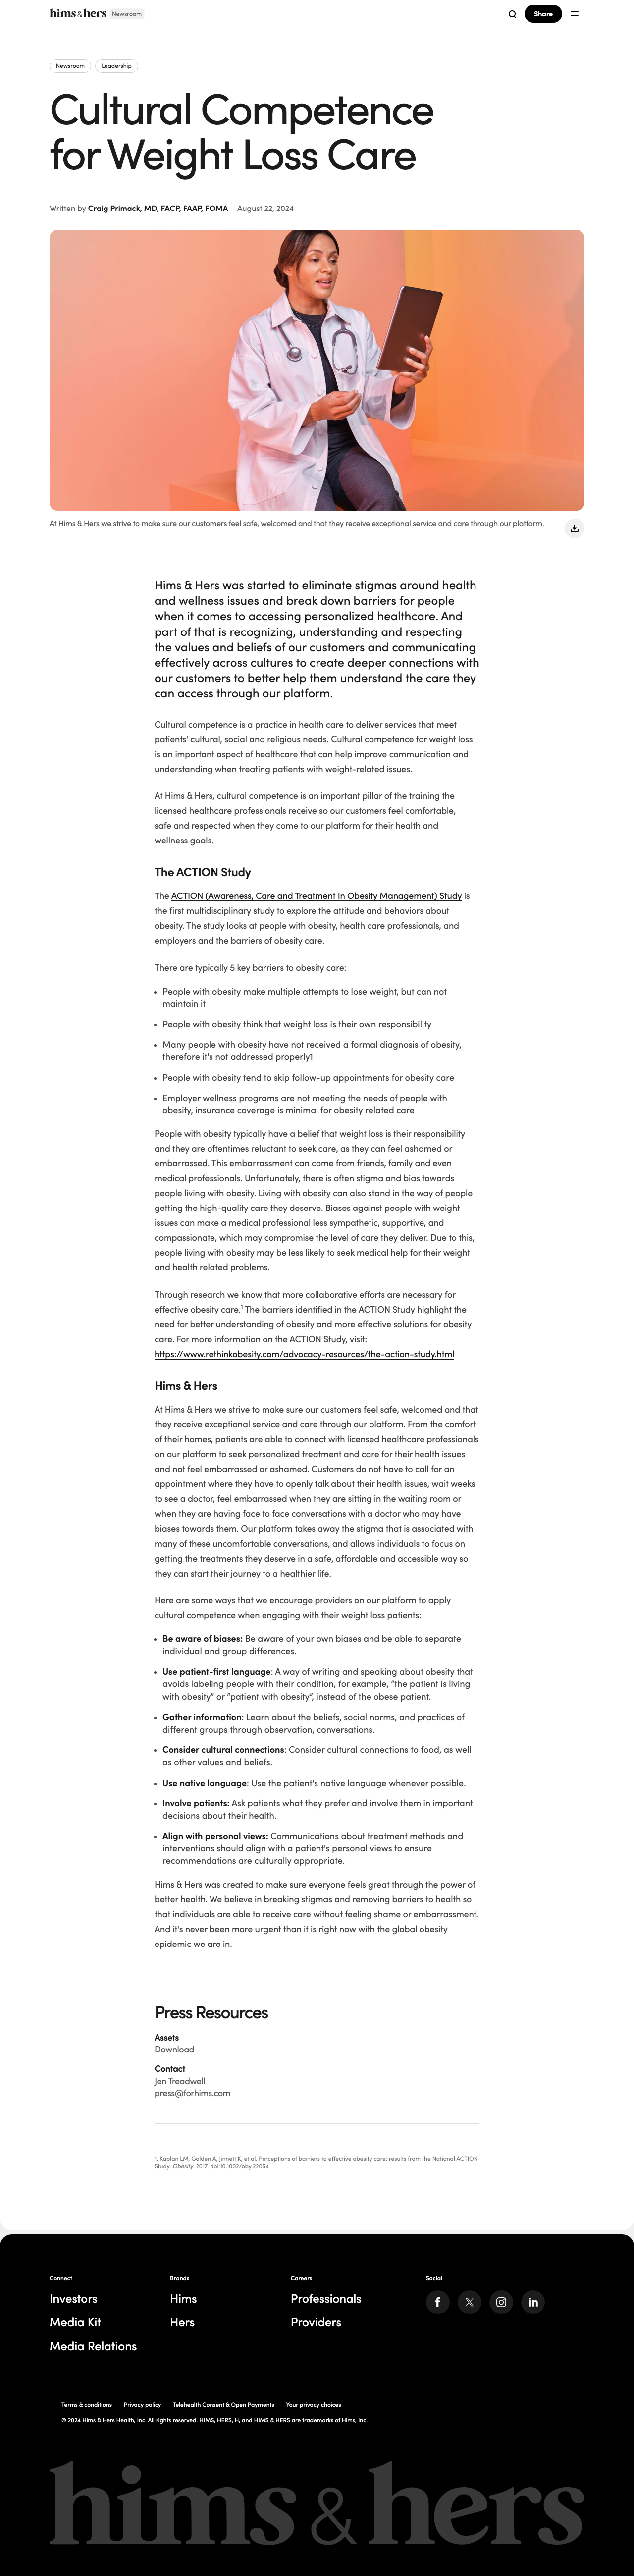 hims & hers Newsroom
Share
Newsroom
Leadership
Cultural Competence
for Weight Loss Care
Written by Craig Primack, MD, FACP, FAAP, FOMA August 22, 2024
At Hims & Hers we strive to make sure our customers feel safe, welcomed and that they receive exceptional service and care through our platform.
Hims & Hers was started to eliminate stigmas around health
and wellness issues and break down barriers for people
when it comes to accessing personalized healthcare. And
part of that is recognizing, understanding and respecting
the values and beliefs of our customers and communicating
effectively across cultures to create deeper connections with
our customers to better help them understand the care they
can access through our platform.
Cultural competence is a practice in health care to deliver services that meet
patients' cultural, social and religious needs. Cultural competence for weight loss
is an important aspect of healthcare that can help improve communication and
understanding when treating patients with weight-related issues.
At Hims & Hers, cultural competence is an important pillar of the training the
licensed healthcare professionals receive so our customers feel comfortable,
safe and respected when they come to our platform for their health and
wellness goals.
The ACTION Study
The ACTION (Awareness, Care and Treatment In Obesity Management) Study is
the first multidisciplinary study to explore the attitude and behaviors about
obesity. The study looks at people with obesity, health care professionals, and
employers and the barriers of obesity care.
There are typically 5 key barriers to obesity care:
• People with obesity make multiple attempts to lose weight, but can not
maintain it
• People with obesity think that weight loss is their own responsibility
• Many people with obesity have not received a formal diagnosis of obesity,
therefore it's not addressed properly1
• People with obesity tend to skip follow-up appointments for obesity care
• Employer wellness programs are not meeting the needs of people with
obesity, insurance coverage is minimal for obesity related care
People with obesity typically have a belief that weight loss is their responsibility
and they are oftentimes reluctant to seek care, as they can feel ashamed or
embarrassed. This embarrassment can come from friends, family and even
medical professionals. Unfortunately, there is often stigma and bias towards
people living with obesity. Living with obesity can also stand in the way of people
getting the high-quality care they deserve. Biases against people with weight
issues can make a medical professional less sympathetic, supportive, and
compassionate, which may compromise the level of care they deliver. Due to this,
people living with obesity may be less likely to seek medical help for their weight
and health related problems.
Through research we know that more collaborative efforts are necessary for
effective obesity care.1 The barriers identified in the ACTION Study highlight the
need for better understanding of obesity and more effective solutions for obesity
care. For more information on the ACTION Study, visit:
https://www.rethinkobesity.com/advocacy-resources/the-action-study.html
Hims & Hers
At Hims & Hers we strive to make sure our customers feel safe, welcomed and that
they receive exceptional service and care through our platform. From the comfort
of their homes, patients are able to connect with licensed healthcare professionals
on our platform to seek personalized treatment and care for their health issues
and not feel embarrassed or ashamed. Customers do not have to call for an
appointment where they have to openly talk about their health issues, wait weeks
to see a doctor, feel embarrassed when they are sitting in the waiting room or
when they are having face to face conversations with a doctor who may have
biases towards them. Our platform takes away the stigma that is associated with
many of these uncomfortable conversations, and allows individuals to focus on
getting the treatments they deserve in a safe, affordable and accessible way so
they can start their journey to a healthier life.
Here are some ways that we encourage providers on our platform to apply
cultural competence when engaging with their weight loss patients:
• Be aware of biases: Be aware of your own biases and be able to separate
individual and group differences.
• Use patient-first language: A way of writing and speaking about obesity that
avoids labeling people with their condition, for example, “the patient is living
with obesity” or “patient with obesity”, instead of the obese patient.
• Gather information: Learn about the beliefs, social norms, and practices of
different groups through observation, conversations.
• Consider cultural connections: Consider cultural connections to food, as well
as other values and beliefs.
• Use native language: Use the patient's native language whenever possible.
• Involve patients: Ask patients what they prefer and involve them in important
decisions about their health.
• Align with personal views: Communications about treatment methods and
interventions should align with a patient's personal views to ensure
recommendations are culturally appropriate.
Hims & Hers was created to make sure everyone feels great through the power of
better health. We believe in breaking stigmas and removing barriers to health so
that individuals are able to receive care without feeling shame or embarrassment.
And it's never been more urgent than it is right now with the global obesity
epidemic we are in.
Press Resources
Assets
Download
Contact
Jen Treadwell
press@forhims.com
1. Kaplan LM, Golden A, Jinnett K, et al. Perceptions of barriers to effective obesity care: results from the National ACTION
Study. Obesity. 2017. doi:10.1002/oby.22054
Connect
Investors
Media Kit
Media Relations
Brands
Hims
Hers
Careers
Professionals
Providers
Social
Terms & conditions Privacy policy Telehealth Consent & Open Payments Your privacy choices
© 2024 Hims & Hers Health, Inc. All rights reserved. HIMS, HERS, H, and HIMS & HERS are trademarks of Hims, Inc.
hims & hers